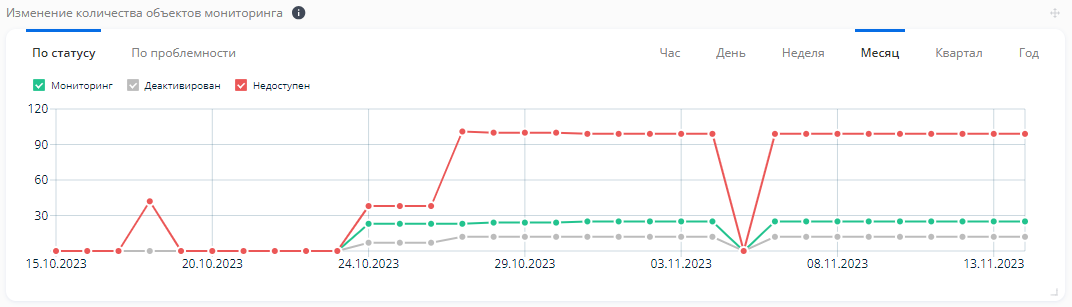 Изменение количества объектов мониторинга
По статусу По проблемности Час День Неделя Месяц Квартал Год
Мониторинг Деактивирован Недоступен
120
90
60
30
15.10.2023 20.10.2023 24.10.2023 29.10.2023 03.11.2023 08.11.2023 13.11.2023